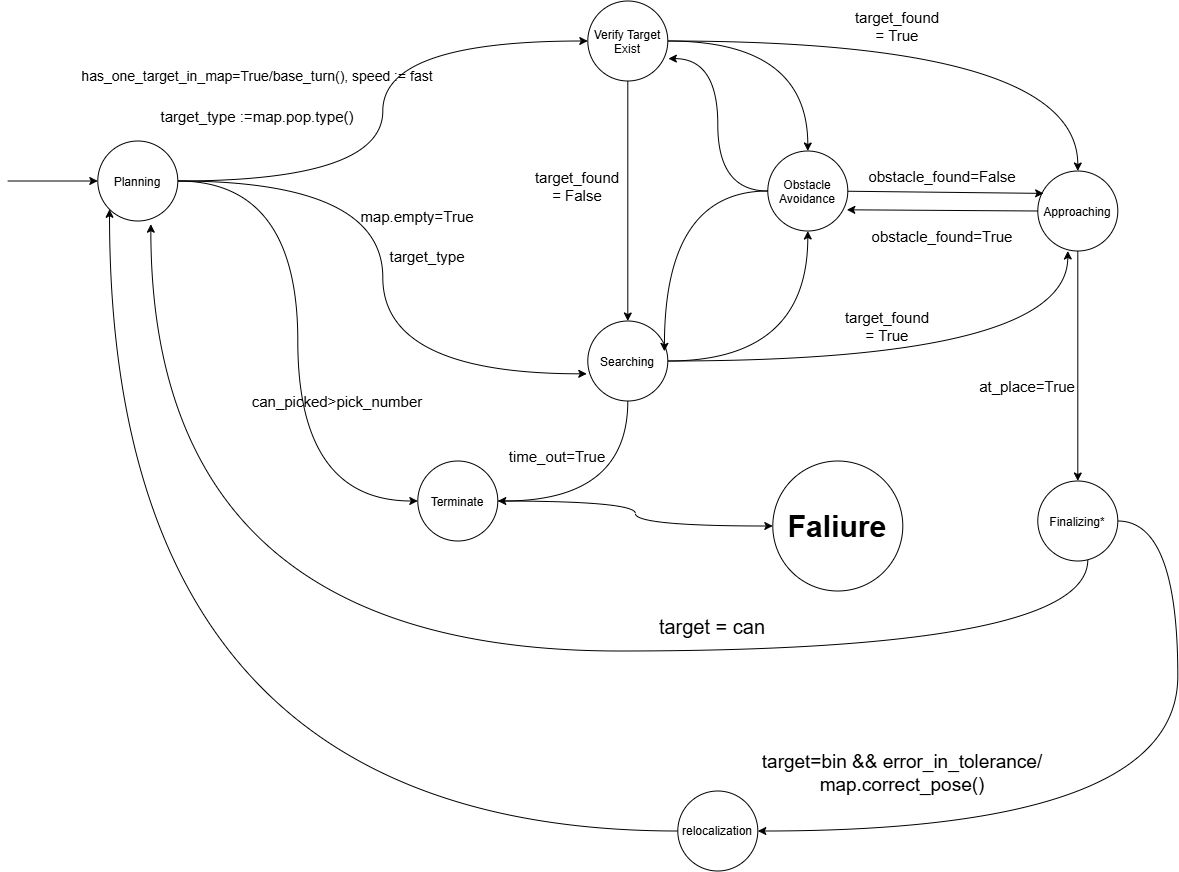 target_found
= True
Verify Target
Exist
has_one_target_in_map=True/base_turn(), speed := fast
target_type :=map.pop.type()
Planning
target_found
= False
Obstacle
Avoidance
obstacle_found=False
Approaching
map.empty=True
obstacle_found=True
target_type
target_found
= True
Searching
at_place=True
can_picked>pick_number
time_out=True
Terminate
Faliure
Finalizing*
target = can
target=bin && error_in_tolerance/
map.correct_pose()
relocalization